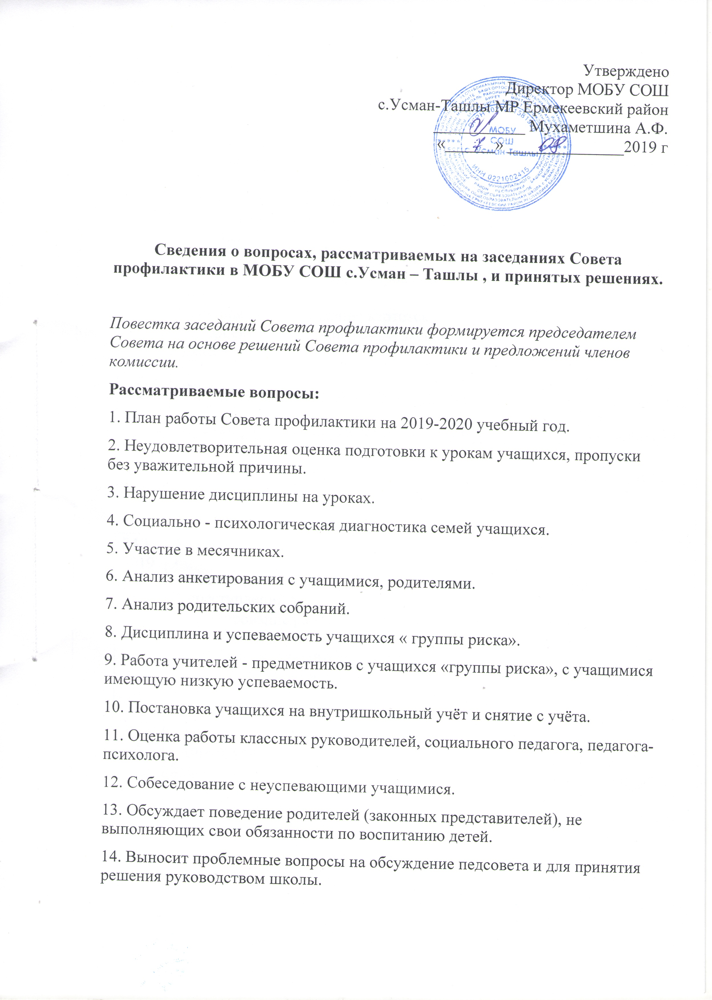 Утверждено
Директор МОБУ СОШ
с.Усман-Ташлы МР Ермекеевский район
Мухаметшина А.Ф.
« 7 » 08 2019 г
МОБУ
СОШ
с. Усман-Ташлы
ИНН 0221002415
Сведения о вопросах, рассматриваемых на заседаниях Совета
профилактики в МОБУ СОШ с.Усман – Ташлы , и принятых решениях.
Повестка заседаний Совета профилактики формируется председателем
Совета на основе решений Совета профилактики и предложений членов
комиссии.
Рассматриваемые вопросы:
1. План работы Совета профилактики на 2019-2020 учебный год.
2. Неудовлетворительная оценка подготовки к урокам учащихся, пропуски
без уважительной причины.
3. Нарушение дисциплины на уроках.
4. Социально - психологическая диагностика семей учащихся.
5. Участие в месячниках.
6. Анализ анкетирования с учащимися, родителями.
7. Анализ родительских собраний.
8. Дисциплина и успеваемость учащихся « группы риска».
9. Работа учителей - предметников с учащихся «группы риска», с учащимися
имеющую низкую успеваемость.
10. Постановка учащихся на внутришкольный учёт и снятие с учёта.
11. Оценка работы классных руководителей, социального педагога, педагога-
психолога.
12. Собеседование с неуспевающими учащимися.
13. Обсуждает поведение родителей (законных представителей), не
выполняющих свои обязанности по воспитанию детей.
14. Выносит проблемные вопросы на обсуждение педсовета и для принятия
решения руководством школы.